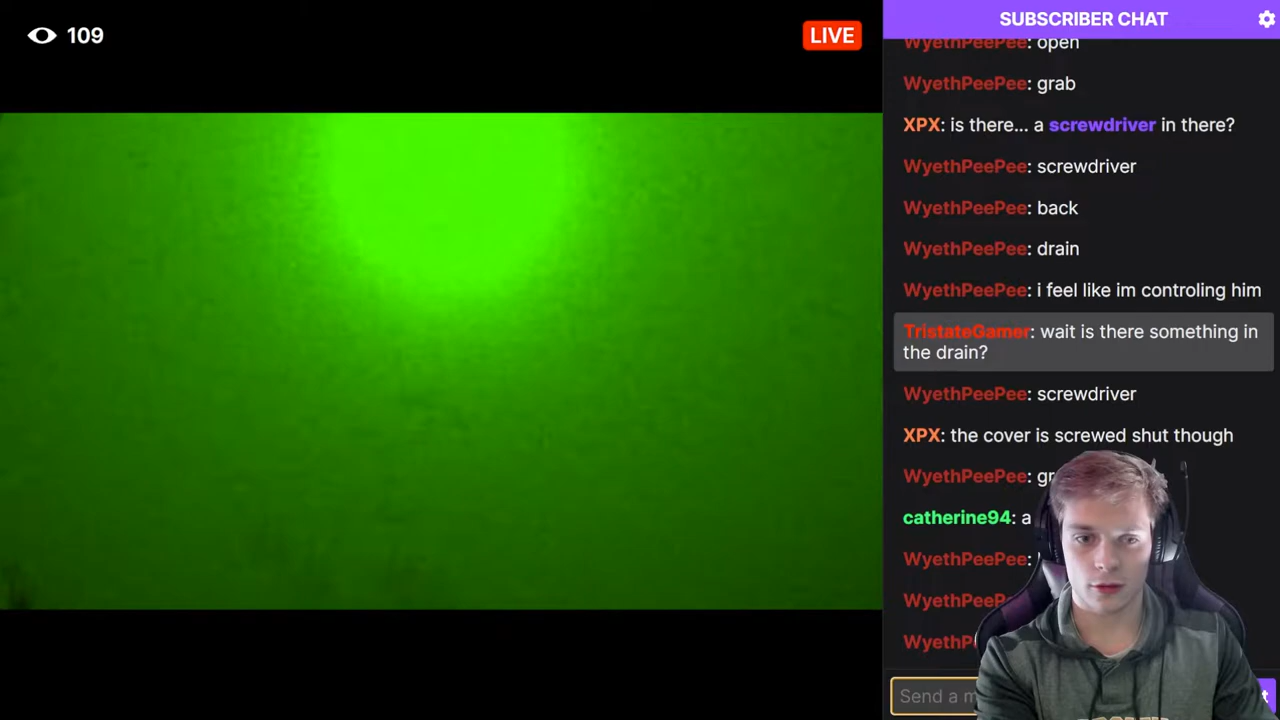 109
LIVE
SUBSCRIBER CHAT
WyethPeePee: open
WyethPeePee: grab
XPX: is there... a screwdriver in there?
WyethPeePee: screwdriver
WyethPeePee: back
WyethPeePee: drain
WyethPeePee: i feel like im controling him
TristateGamer: wait is there something in
the drain?
WyethPeePee: screwdriver
XPX: the cover is screwed shut though
WyethPeePee:
catherine94: a
Send a